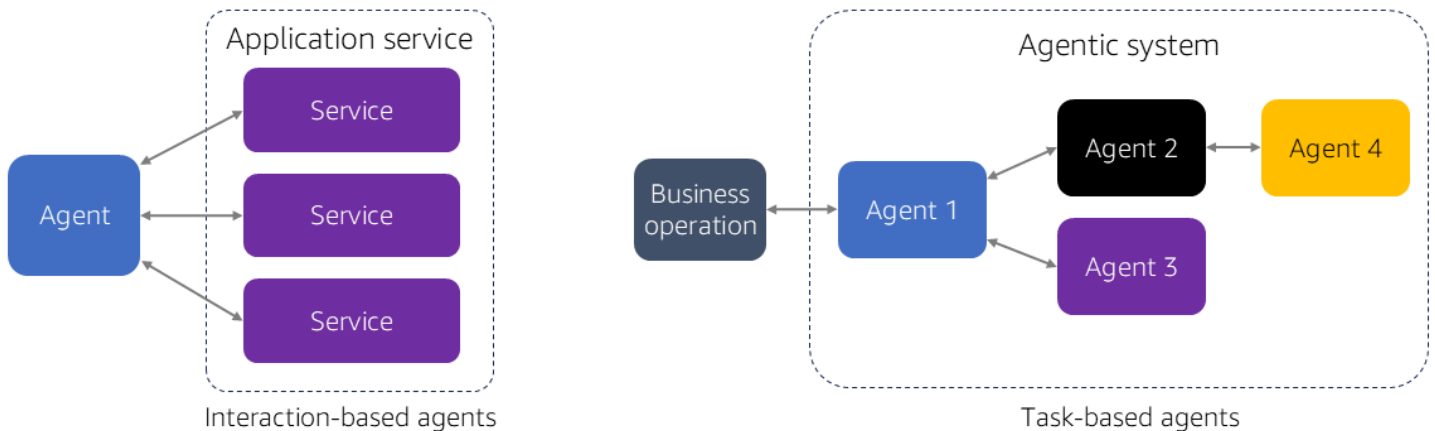 Application service
Service
Agent
Service
Service
Interaction-based agents
Agentic system
Business
operation
Agent 1
Agent 2
Agent 4
Agent 3
Task-based agents